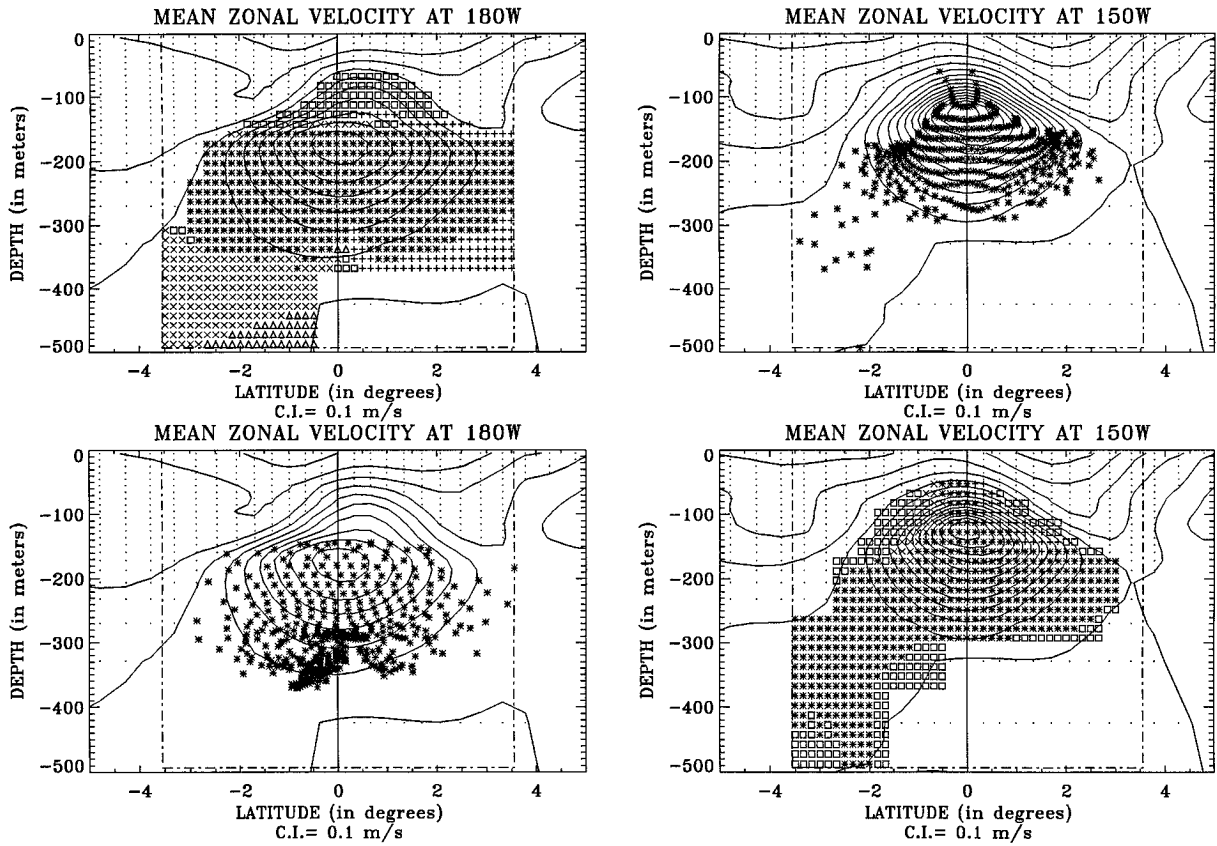 MEAN ZONAL VELOCITY AT 180W
0
-100
-200
-300
-400
-500
DEPTH (in meters)
-4 -2 0 2 4
LATITUDE (in degrees)
C.I.= 0.1 m/s
MEAN ZONAL VELOCITY AT 150W
0
-100
-200
-300
-400
-500
DEPTH (in meters)
-4 -2 0 2 4
LATITUDE (in degrees)
C.I.= 0.1 m/s
MEAN ZONAL VELOCITY AT 180W
0
-100
-200
-300
-400
-500
DEPTH (in meters)
-4 -2 0 2 4
LATITUDE (in degrees)
C.I.= 0.1 m/s
MEAN ZONAL VELOCITY AT 150W
0
-100
-200
-300
-400
-500
DEPTH (in meters)
-4 -2 0 2 4
LATITUDE (in degrees)
C.I.= 0.1 m/s